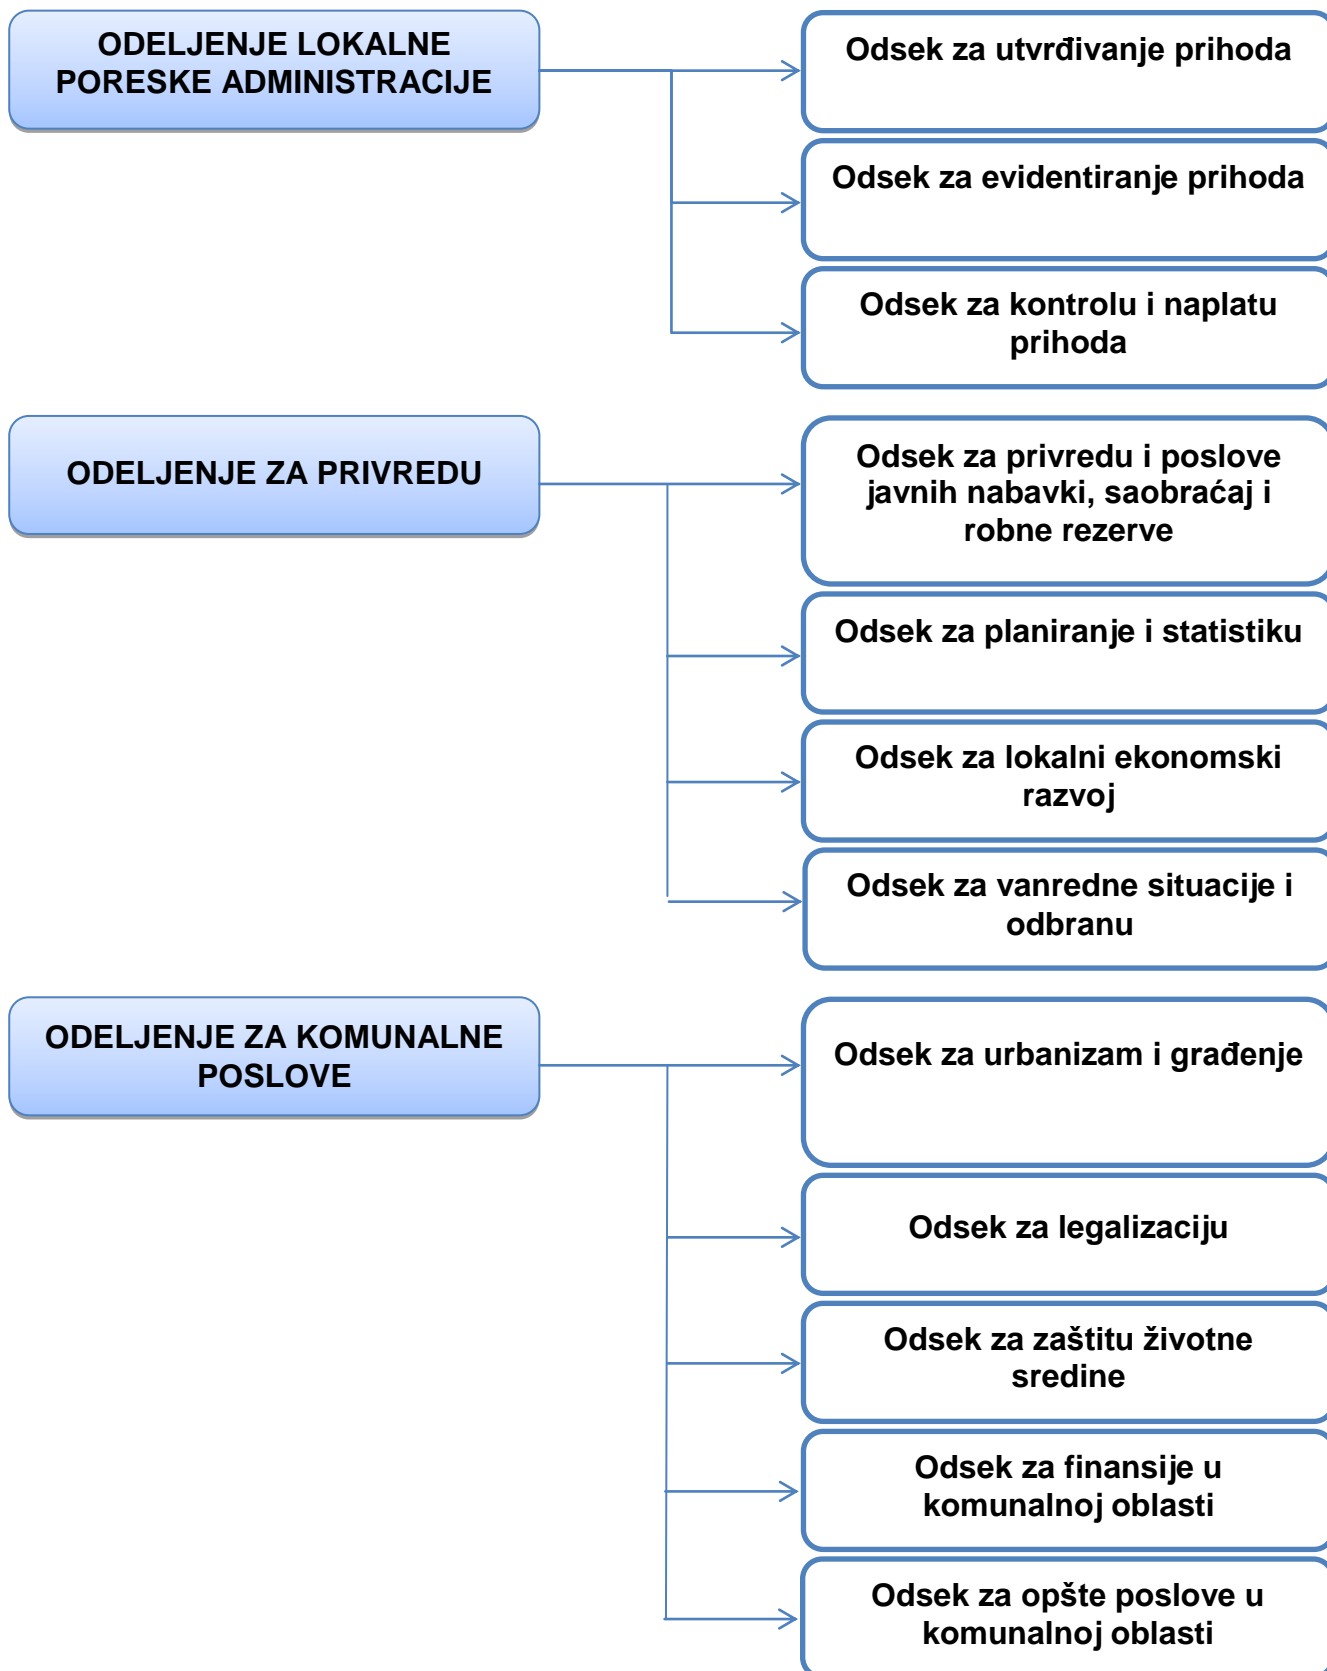 ODELJENJE LOKALNE
PORESKE ADMINISTRACIJE
Odsek za utvrđivanje prihoda
Odsek za evidentiranje prihoda
Odsek za kontrolu i naplatu
prihoda
ODELJENJE ZA PRIVREDU
Odsek za privredu i poslove
javnih nabavki, saobraćaj i
robne rezerve
Odsek za planiranje i statistiku
Odsek za lokalni ekonomski
razvoj
Odsek za vanredne situacije i
odbranu
ODELJENJE ZA KOMUNALNE
POSLOVE
Odsek za urbanizam i građenje
Odsek za legalizaciju
Odsek za zaštitu životne
sredine
Odsek za finansije u
komunalnoj oblasti
Odsek za opšte poslove u
komunalnoj oblasti